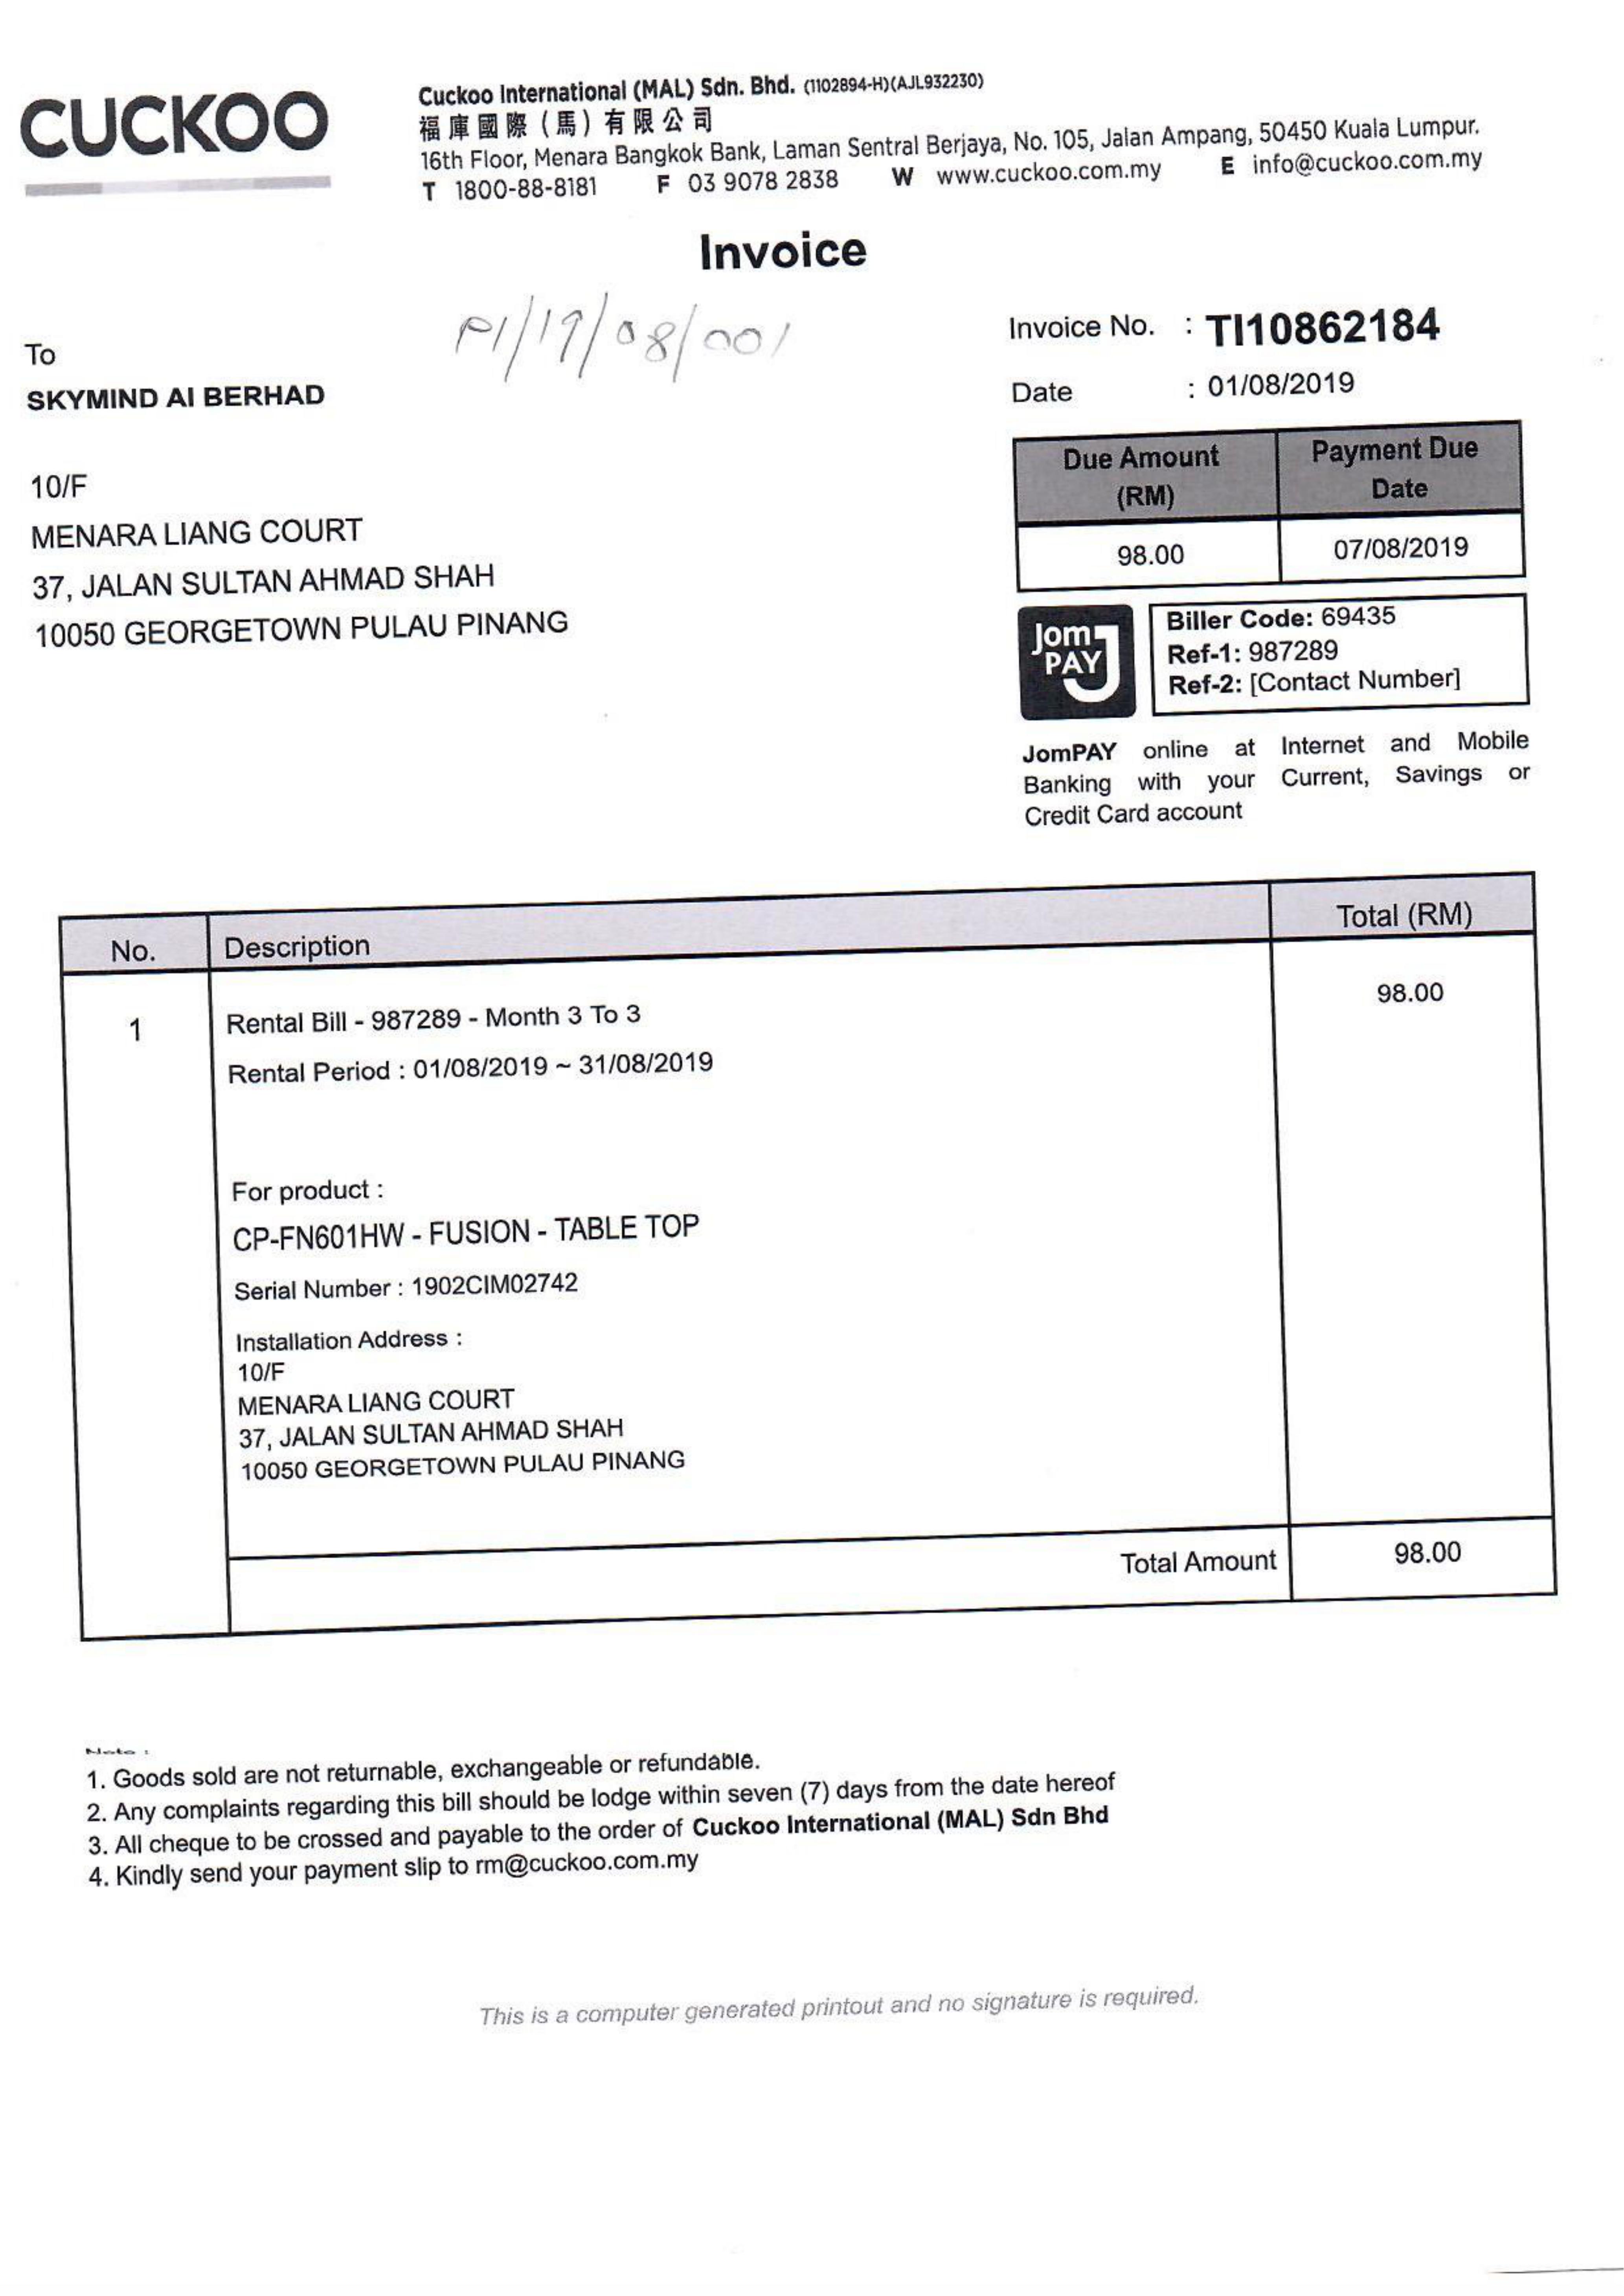 CUCKOO
Cuckoo International (MAL) Sdn. Bhd. (1102894-H)(AJL932230)
福庫國際（馬）有限公司
16th Floor, Menara Bangkok Bank, Laman Sentral Berjaya, No. 105, Jalan Ampang, 50450 Kuala Lumpur.
T 1800-88-8181 F 03 9078 2838 W www.cuckoo.com.my E info@cuckoo.com.my
Invoice
P1/19/08/001
To
SKYMIND AI BERHAD
10/F
MENARA LIANG COURT
37, JALAN SULTAN AHMAD SHAH
10050 GEORGETOWN PULAU PINANG
Invoice No. : TI10862184
Date : 01/08/2019
Due Amount (RM) Payment Due Date
98.00 07/08/2019
Jom PAY
Biller Code: 69435
Ref-1: 987289
Ref-2: [Contact Number]
JomPAY online at Internet and Mobile
Banking with your Current, Savings or
Credit Card account
No. Description Total (RM)
1 Rental Bill - 987289 - Month 3 To 3 98.00
Rental Period : 01/08/2019 ~ 31/08/2019
For product :
CP-FN601HW - FUSION - TABLE TOP
Serial Number : 1902CIM02742
Installation Address :
10/F
MENARA LIANG COURT
37, JALAN SULTAN AHMAD SHAH
10050 GEORGETOWN PULAU PINANG
Total Amount 98.00
Note :
1. Goods sold are not returnable, exchangeable or refundable.
2. Any complaints regarding this bill should be lodge within seven (7) days from the date hereof
3. All cheque to be crossed and payable to the order of Cuckoo International (MAL) Sdn Bhd
4. Kindly send your payment slip to rm@cuckoo.com.my
This is a computer generated printout and no signature is required.